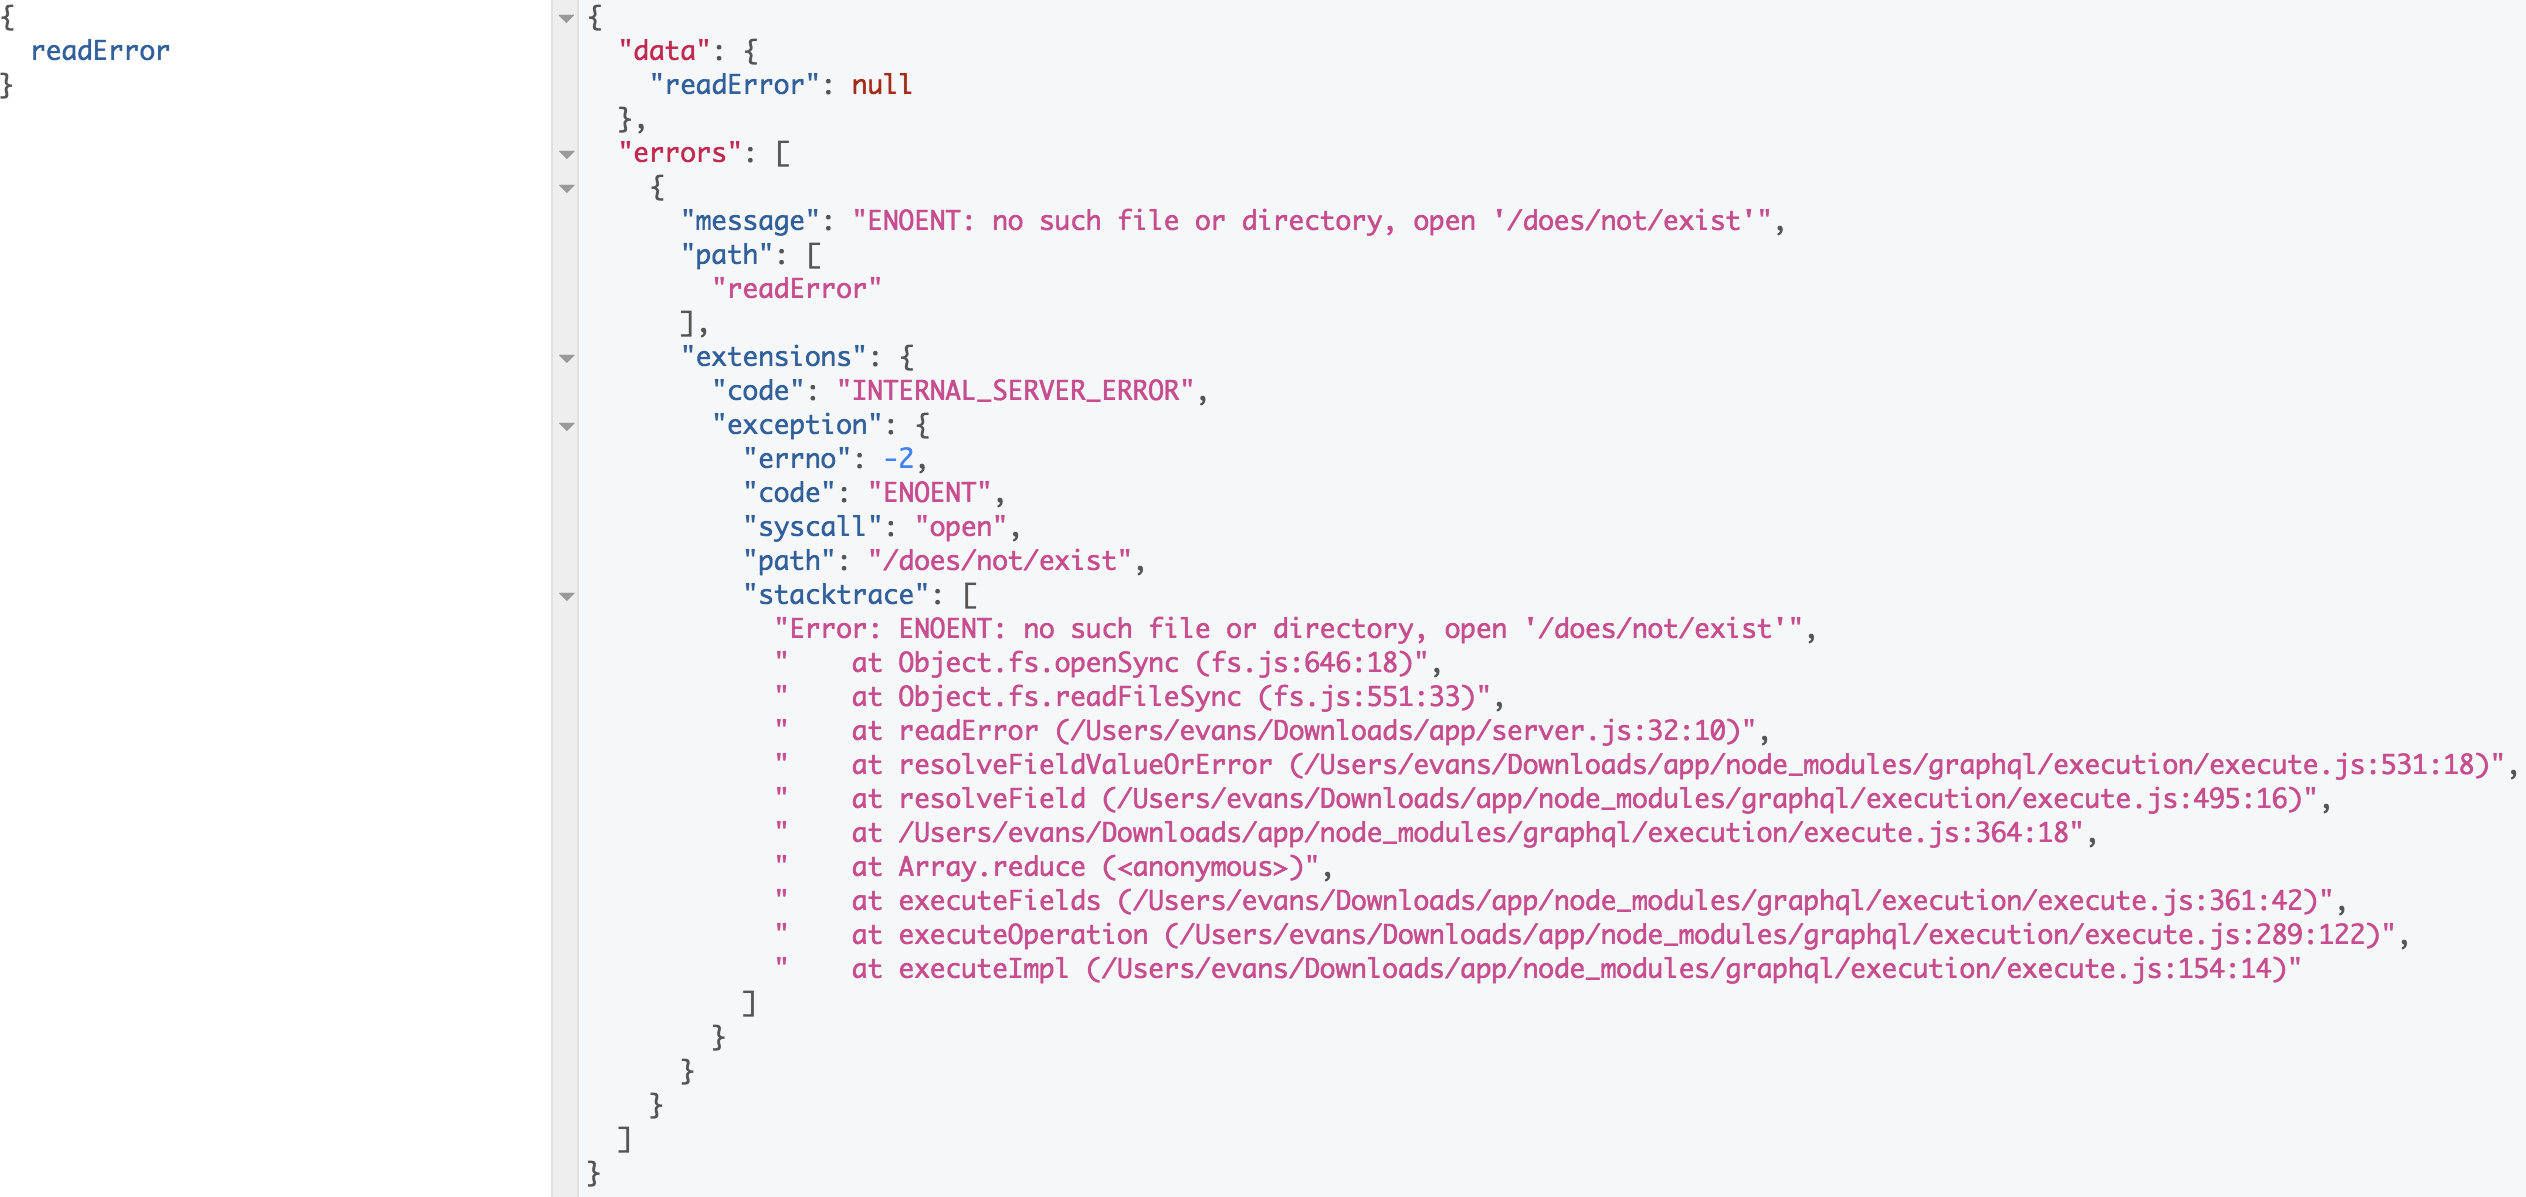 {
  readError
}
{
  "data": {
    "readError": null
  },
  "errors": [
    {
      "message": "ENOENT: no such file or directory, open '/does/not/exist'",
      "path": [
        "readError"
      ],
      "extensions": {
        "code": "INTERNAL_SERVER_ERROR",
        "exception": {
          "errno": -2,
          "code": "ENOENT",
          "syscall": "open",
          "path": "/does/not/exist",
          "stacktrace": [
            "Error: ENOENT: no such file or directory, open '/does/not/exist'",
            "    at Object.fs.openSync (fs.js:646:18)",
            "    at Object.fs.readFileSync (fs.js:551:33)",
            "    at readError (/Users/evans/Downloads/app/server.js:32:10)",
            "    at resolveFieldValueOrError (/Users/evans/Downloads/app/node_modules/graphql/execution/execute.js:531:18)",
            "    at resolveField (/Users/evans/Downloads/app/node_modules/graphql/execution/execute.js:495:16)",
            "    at /Users/evans/Downloads/app/node_modules/graphql/execution/execute.js:364:18",
            "    at Array.reduce (<anonymous>)",
            "    at executeFields (/Users/evans/Downloads/app/node_modules/graphql/execution/execute.js:361:42)",
            "    at executeOperation (/Users/evans/Downloads/app/node_modules/graphql/execution/execute.js:289:122)",
            "    at executeImpl (/Users/evans/Downloads/app/node_modules/graphql/execution/execute.js:154:14)"
          ]
        }
      }
    }
  ]
}